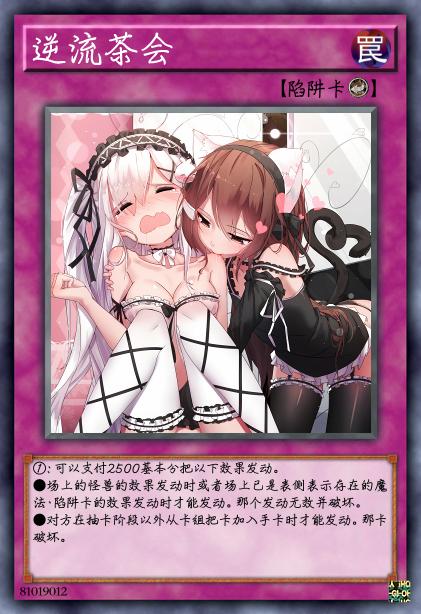 逆流茶会
罠
【陷阱卡】
①：可以支付2500基本分把以下效果发动。
●场上的怪兽的效果发动时或者场上已是表侧表示存在的魔
法·陷阱卡的效果发动时才能发动。那个发动无效并破坏。
●对方在抽卡阶段以外从卡组把卡加入手卡时才能发动。那卡
破坏。
81019012